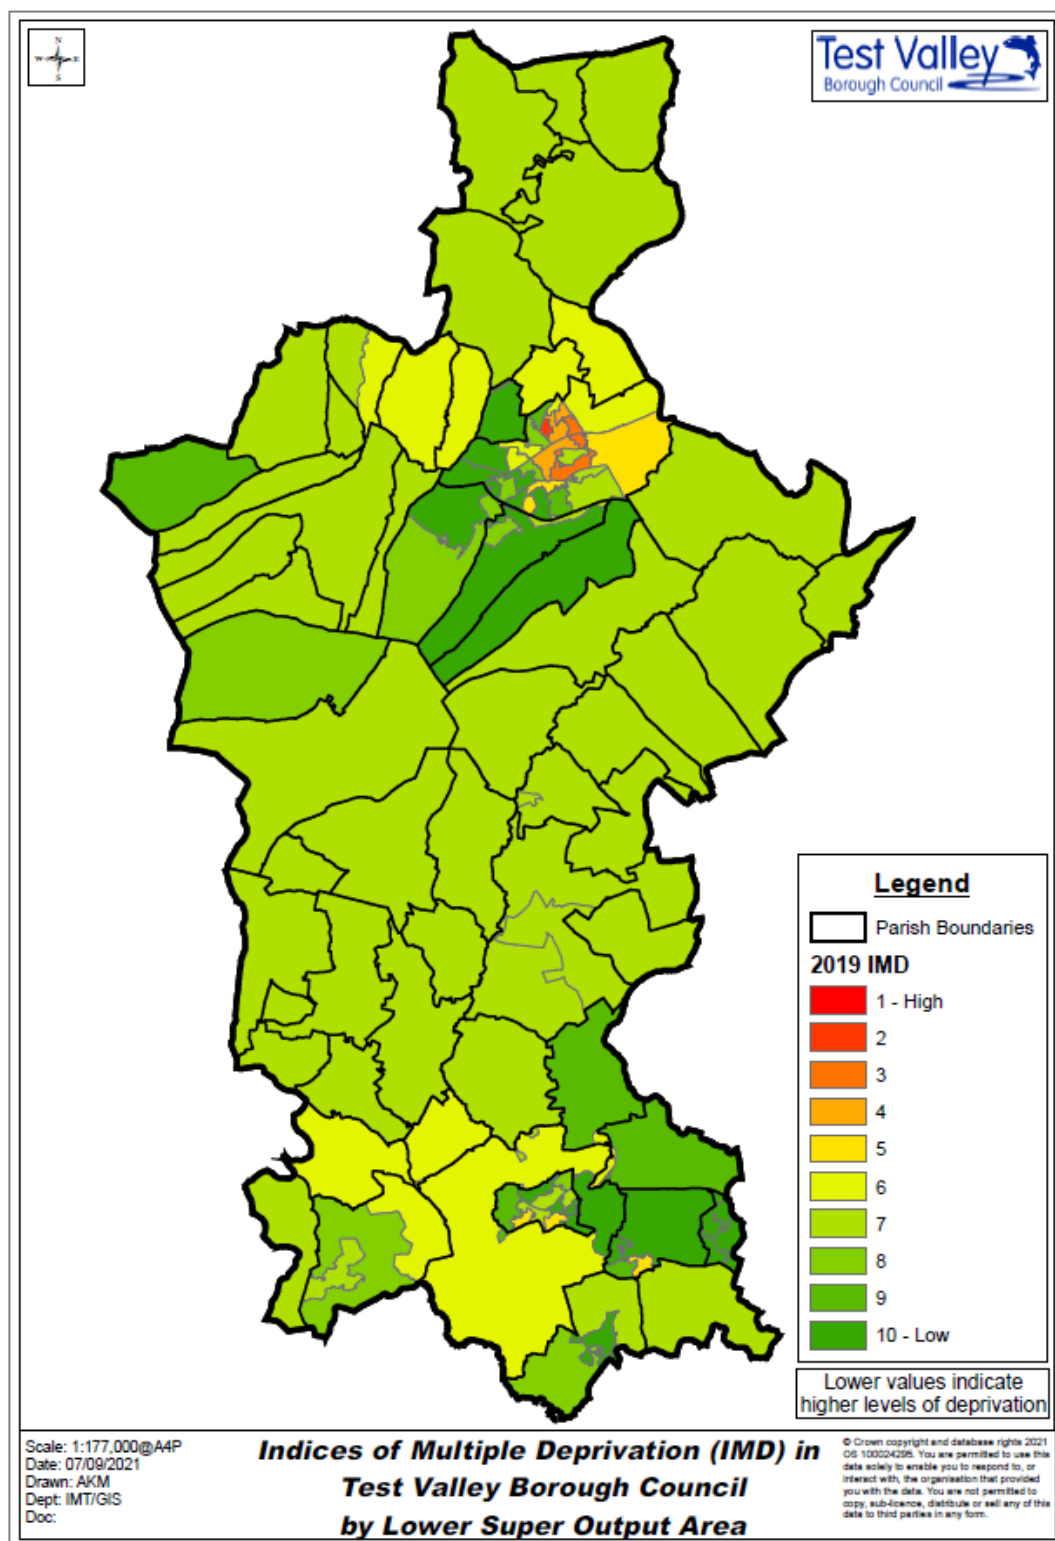 N
W E
S
Test Valley
Borough Council
Legend
Parish Boundaries
2019 IMD
1 - High
2
3
4
5
6
7
8
9
10 - Low
Lower values indicate
higher levels of deprivation
Scale: 1:177,000@A4P
Date: 07/09/2021
Drawn: AKM
Dept: IMT/GIS
Doc:
Indices of Multiple Deprivation (IMD) in
Test Valley Borough Council
by Lower Super Output Area
© Crown copyright and database rights 2021
OS 100024295. You are permitted to use this
data solely to enable you to respond to, or
interact with, the organisation that provided
you with the data. You are not permitted to
copy, sub-licence, distribute or sell any of this
data to third parties in any form.